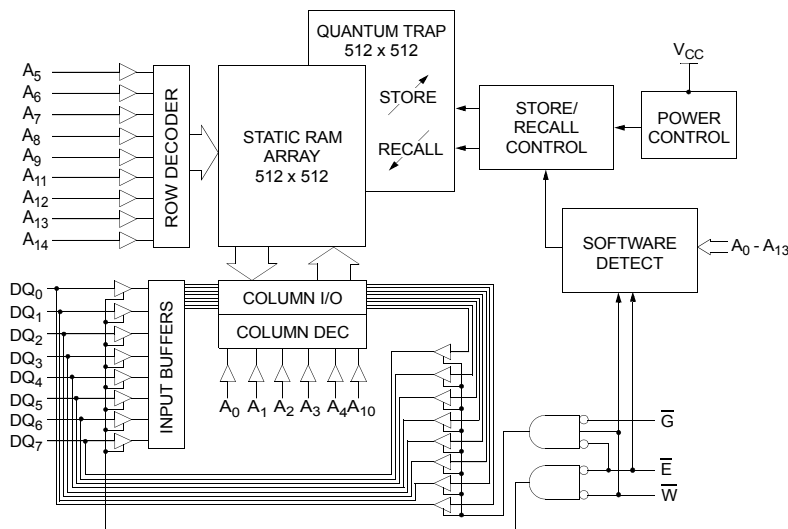 QUANTUM TRAP
512 x 512
STORE
RECALL
VCC
A5
A6
A7
A8
A9
A11
A12
A13
A14
ROW DECODER
STATIC RAM
ARRAY
512 x 512
STORE/
RECALL
CONTROL
POWER
CONTROL
SOFTWARE
DETECT
A0 - A13
DQ0
DQ1
DQ2
DQ3
DQ4
DQ5
DQ6
DQ7
INPUT BUFFERS
COLUMN I/O
COLUMN DEC
A0 A1 A2 A3 A4 A10
G̅
E̅
W̅